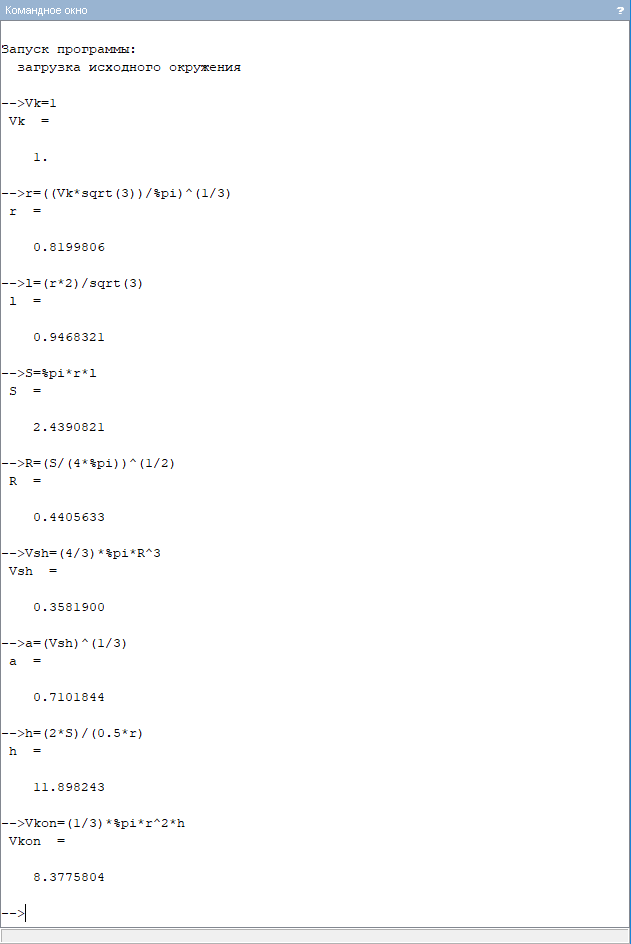 Командное окно ?
Запуск программы:
загрузка исходного окружения
-->Vk=1
Vk =
1.
-->r=((Vk*sqrt(3))/%pi)^(1/3)
r =
0.8199806
-->l=(r*2)/sqrt(3)
l =
0.9468321
-->S=%pi*r*l
S =
2.4390821
-->R=(S/(4*%pi))^(1/2)
R =
0.4405633
-->Vsh=(4/3)*%pi*R^3
Vsh =
0.3581900
-->a=(Vsh)^(1/3)
a =
0.7101844
-->h=(2*S)/(0.5*r)
h =
11.898243
-->Vkon=(1/3)*%pi*r^2*h
Vkon =
8.3775804
-->